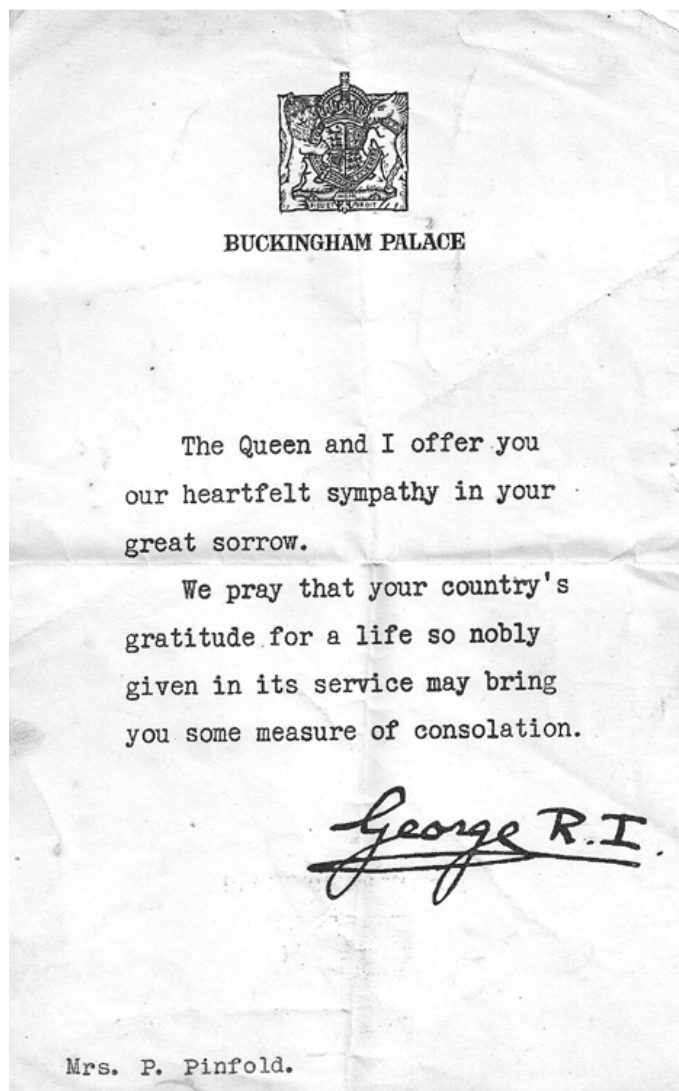 BUCKINGHAM PALACE
The Queen and I offer you
our heartfelt sympathy in your
great sorrow.
We pray that your country's
gratitude for a life so nobly
given in its service may bring
you some measure of consolation.
George R.I.
Mrs. P. Pinfold.